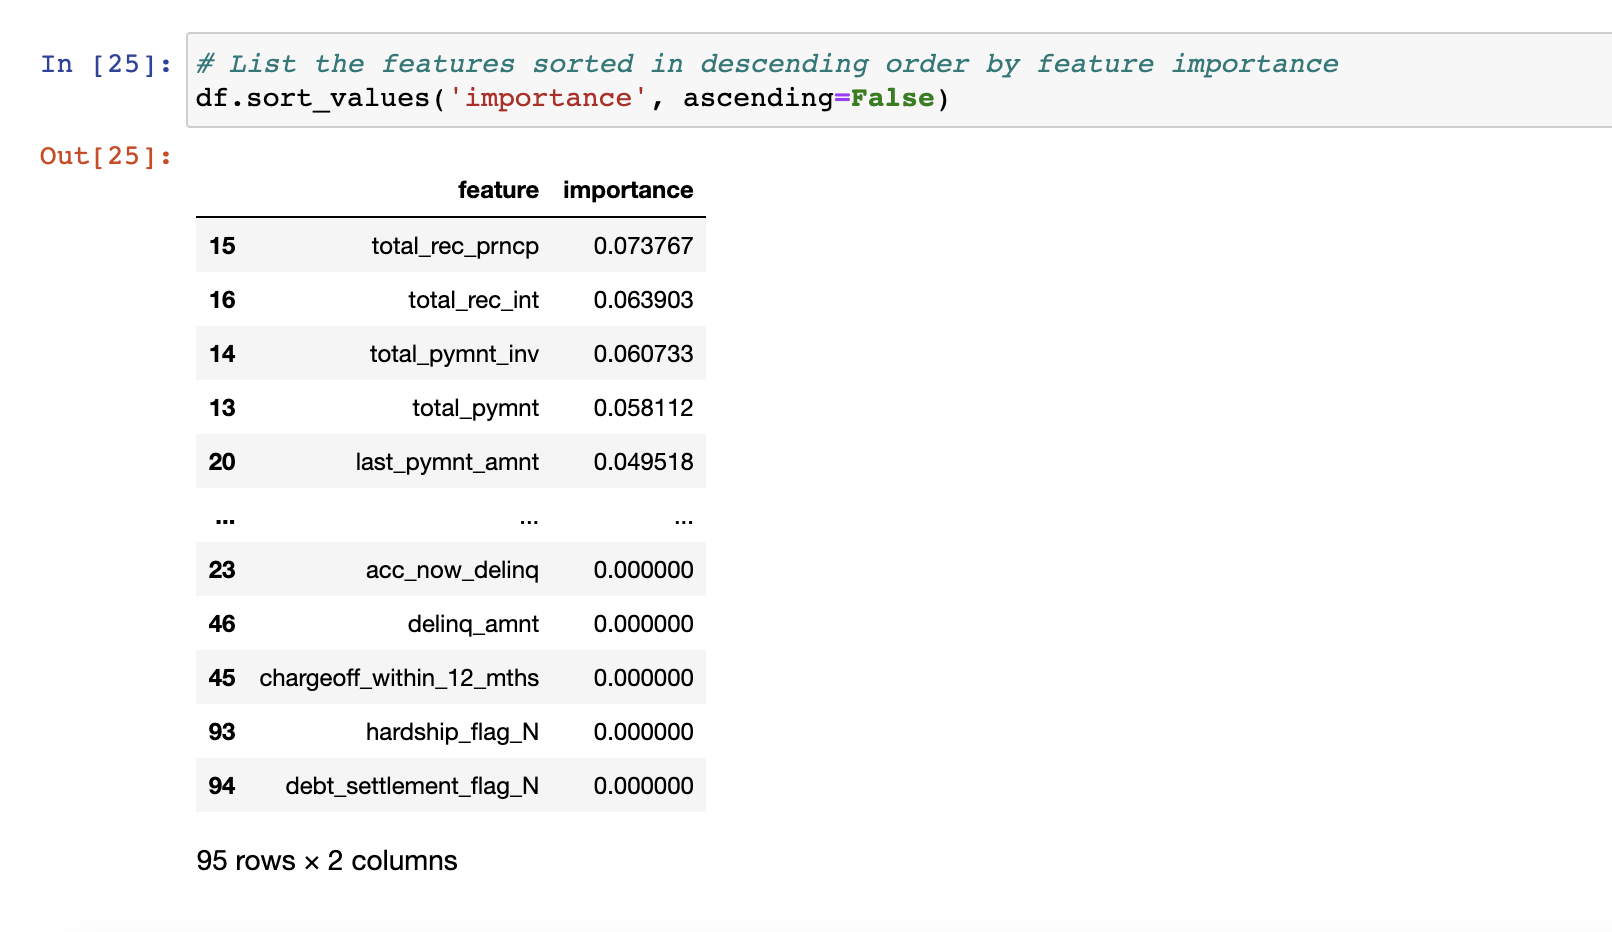 In [25]: # List the features sorted in descending order by feature importance
df.sort_values('importance', ascending=False)
Out[25]:
feature importance
15 total_rec_prncp 0.073767
16 total_rec_int 0.063903
14 total_pymnt_inv 0.060733
13 total_pymnt 0.058112
20 last_pymnt_amnt 0.049518
... ... ...
23 acc_now_delinq 0.000000
46 delinq_amnt 0.000000
45 chargeoff_within_12_mths 0.000000
93 hardship_flag_N 0.000000
94 debt_settlement_flag_N 0.000000
95 rows × 2 columns